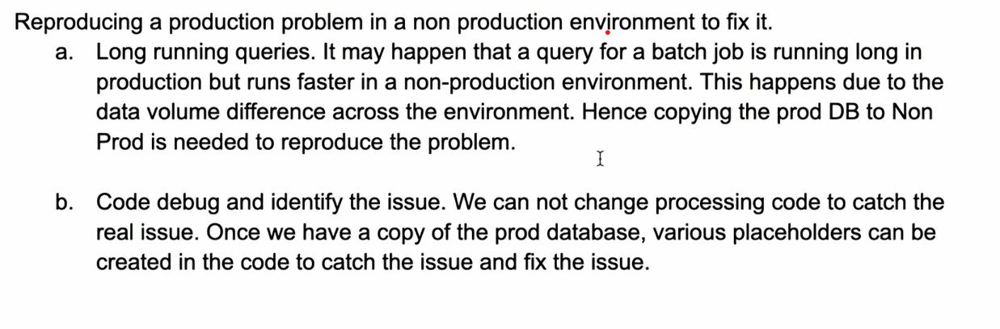 Reproducing a production problem in a non production environment to fix it.
a. Long running queries. It may happen that a query for a batch job is running long in
production but runs faster in a non-production environment. This happens due to the
data volume difference across the environment. Hence copying the prod DB to Non
Prod is needed to reproduce the problem.
b. Code debug and identify the issue. We can not change processing code to catch the
real issue. Once we have a copy of the prod database, various placeholders can be
created in the code to catch the issue and fix the issue.